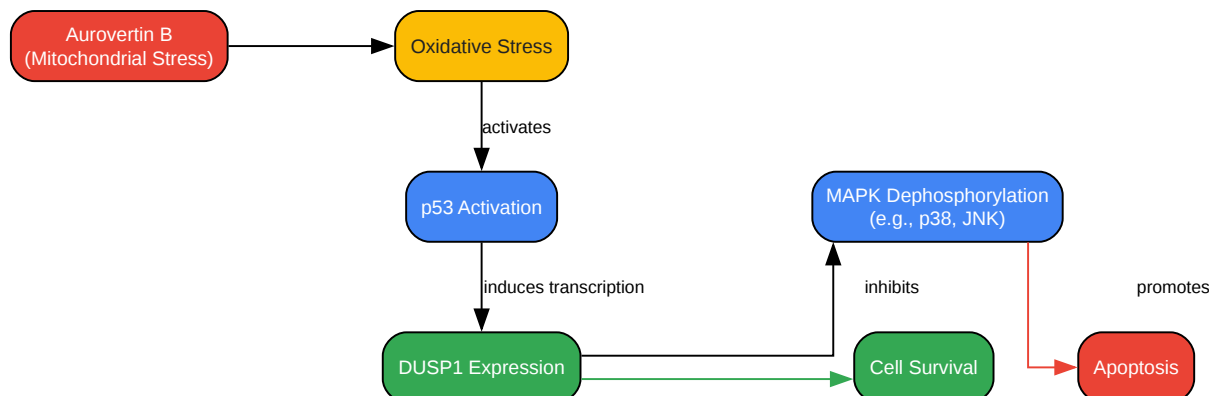 Aurovertin B
(Mitochondrial Stress)
Oxidative Stress
activates
p53 Activation
MAPK Dephosphorylation
(e.g., p38, JNK)
induces transcription
inhibits
promotes
DUSP1 Expression
Cell Survival
Apoptosis